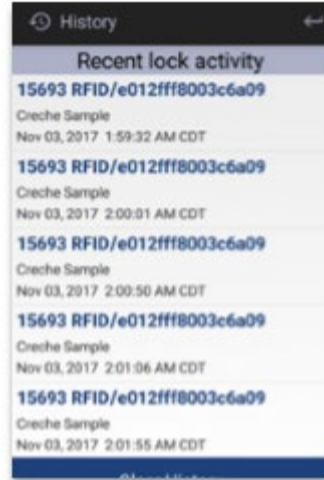 History
Recent lock activity
15693 RFID/e012fff8003c6a09
Creche Sample
Nov 03, 2017 1:59:32 AM CDT
15693 RFID/e012fff8003c6a09
Creche Sample
Nov 03, 2017 2:00:01 AM CDT
15693 RFID/e012fff8003c6a09
Creche Sample
Nov 03, 2017 2:00:50 AM CDT
15693 RFID/e012fff8003c6a09
Creche Sample
Nov 03, 2017 2:01:06 AM CDT
15693 RFID/e012fff8003c6a09
Creche Sample
Nov 03, 2017 2:01:55 AM CDT